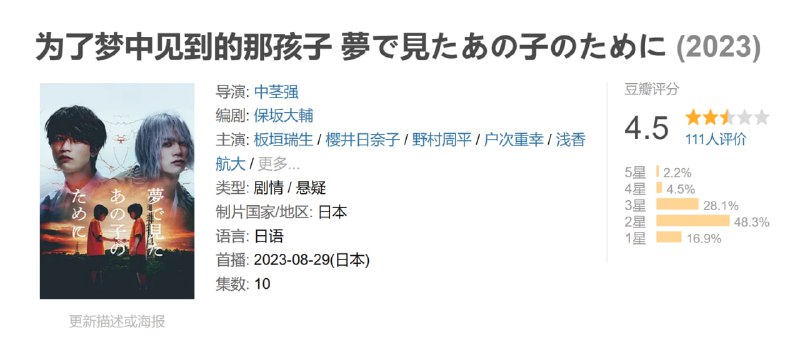 为了梦中见到的那孩子 夢で見たあの子のために (2023)
夢で見た
あの子の
ために
更新描述或海报
导演: 中茎强
编剧: 保坂大輔
主演: 板垣瑞生 / 樱井日奈子 / 野村周平 / 户次重幸 / 浅香
航大 / 更多...
类型: 剧情 / 悬疑
制片国家/地区: 日本
语言: 日语
首播: 2023-08-29(日本)
集数: 10
豆瓣评分
4.5
111人评价
5星 2.2%
4星 4.5%
3星 28.1%
2星 48.3%
1星 16.9%